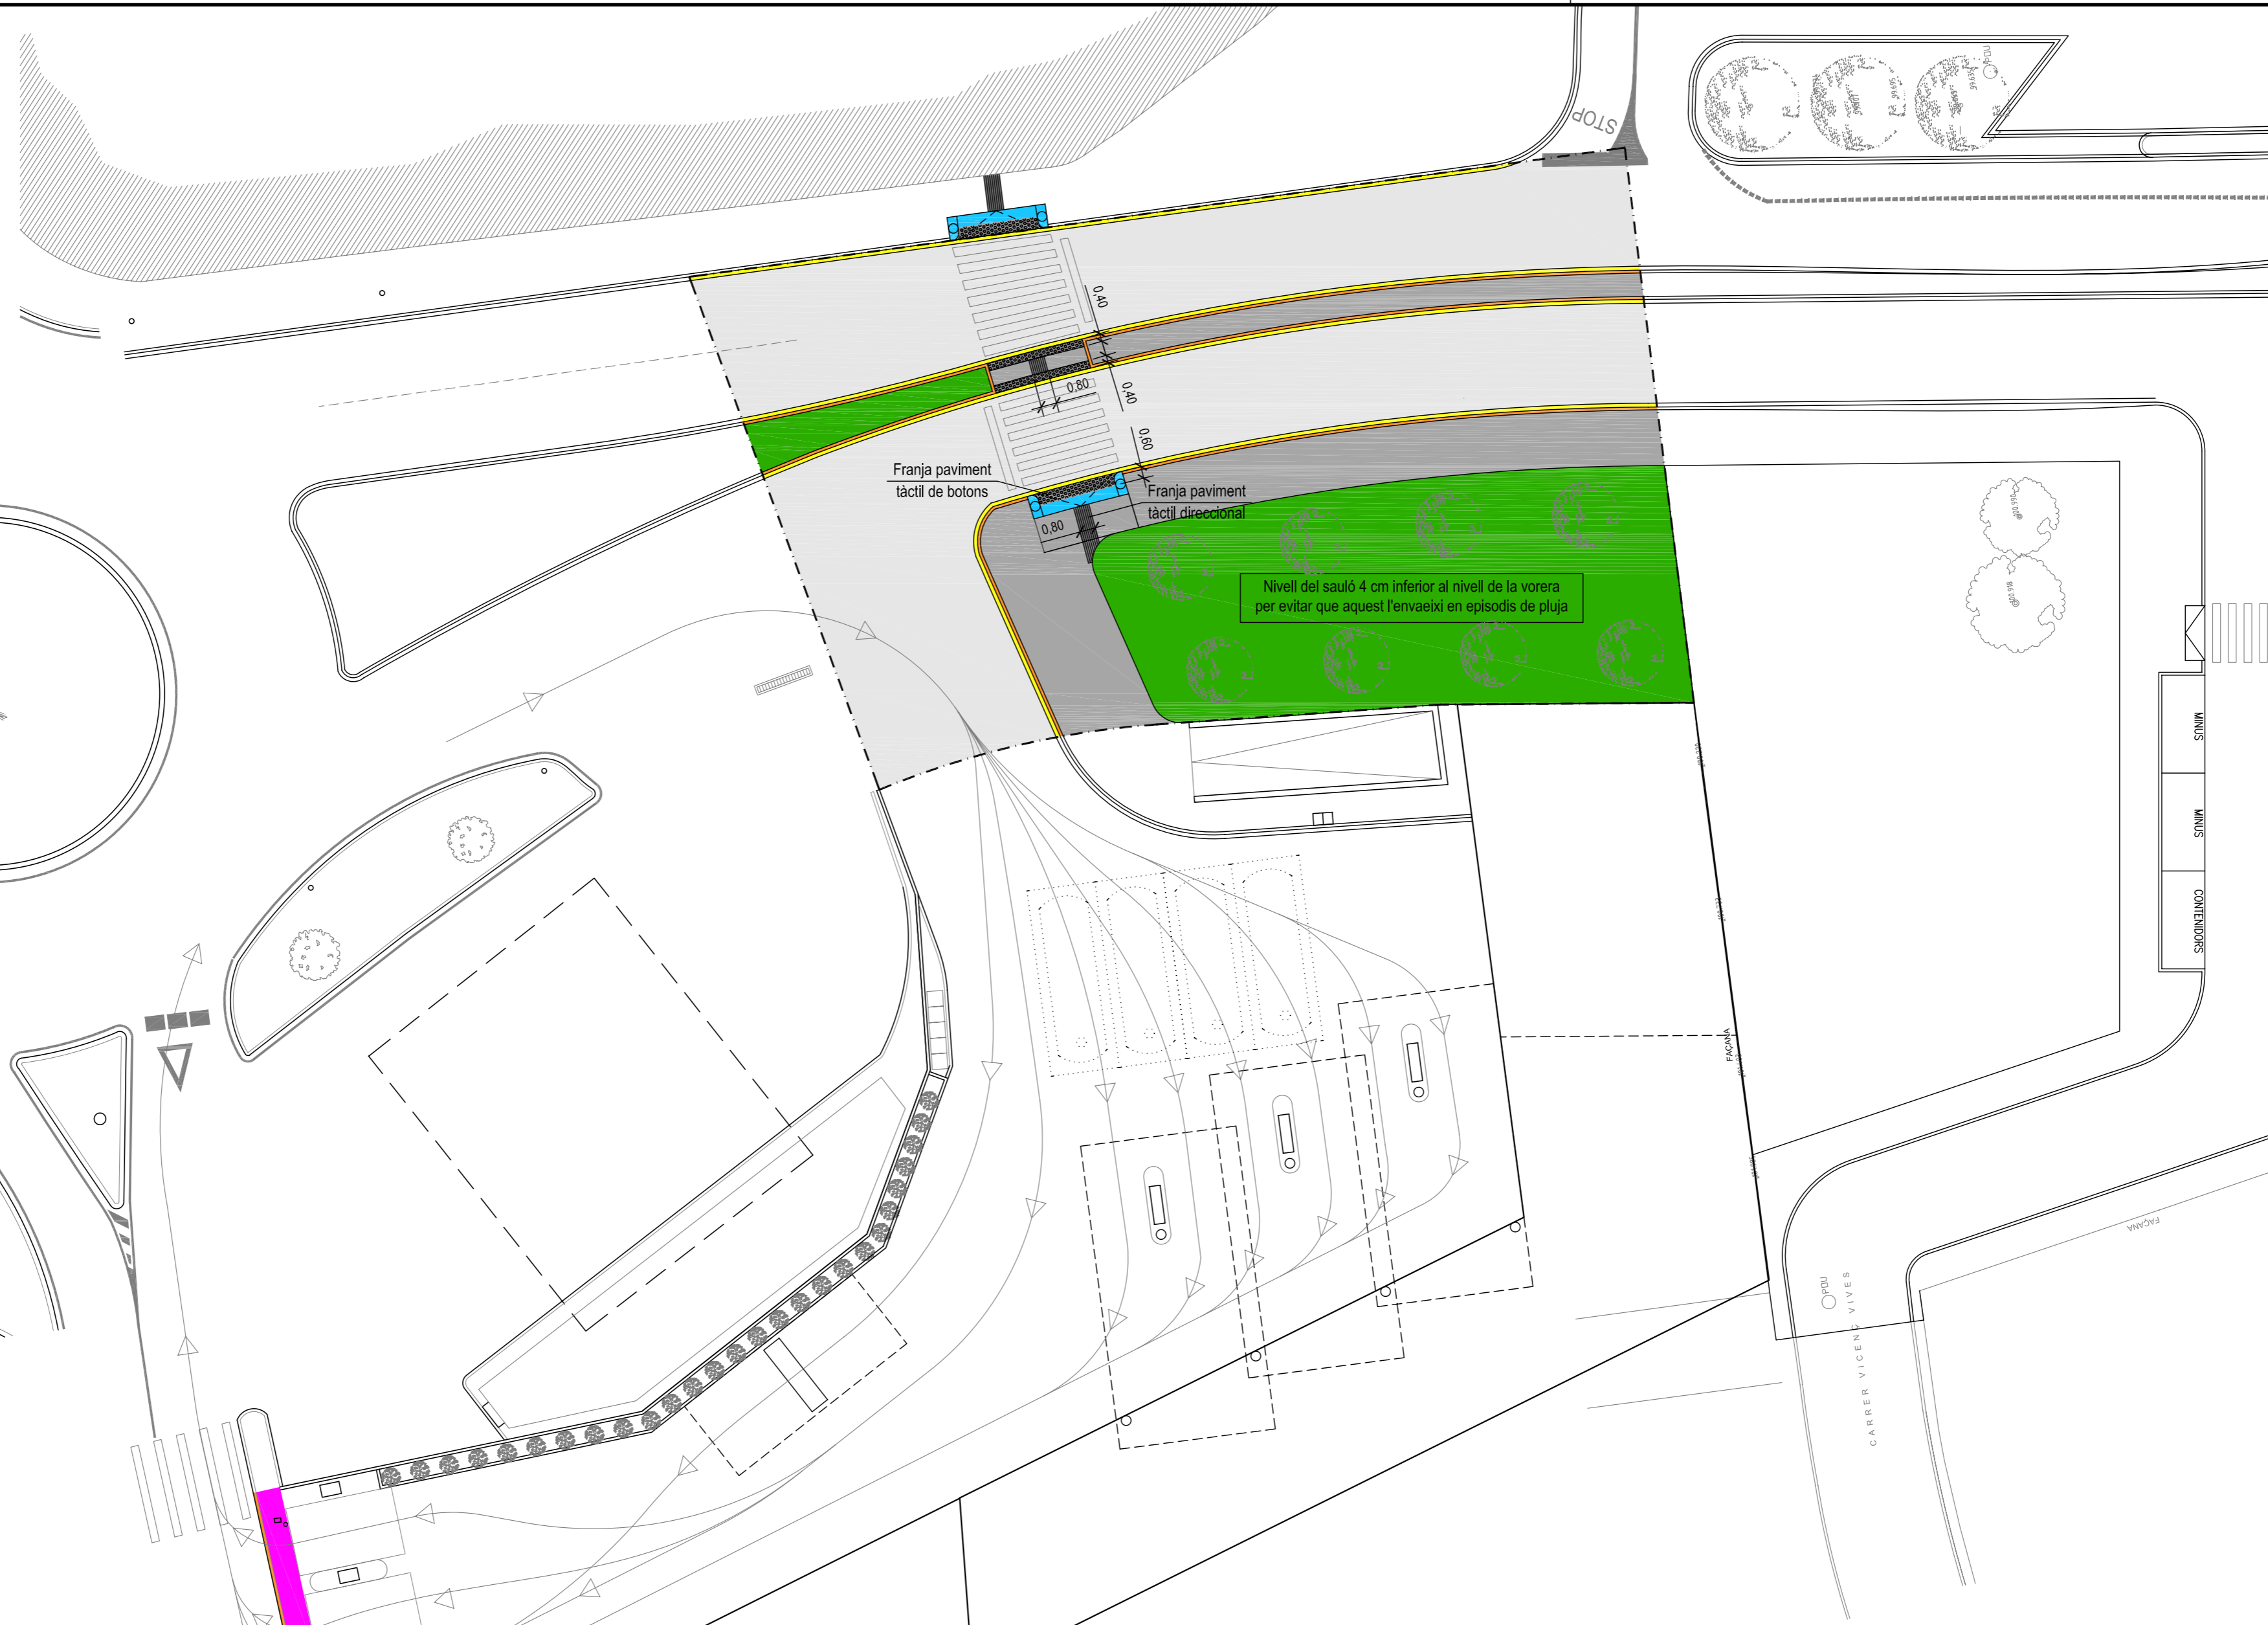 STOP
POU
0,40
0,80
0,40
0,60
Franja paviment
tàctil de botons
Franja paviment
tàctil direccional
0,80
Nivell del sauló 4 cm inferior al nivell de la vorera
per evitar que aquest l'envaeixi en episodis de pluja
MINUS
MINUS
CONTENIDORS
FAÇANA
FAÇANA
POU
CARRER VICENÇ VIVES